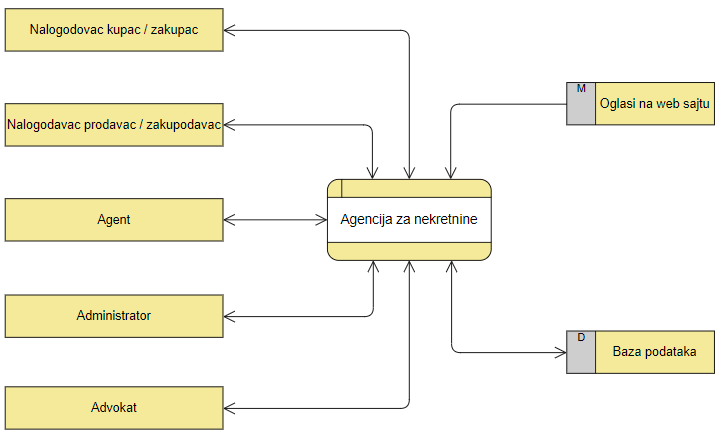 Nalogodovac kupac / zakupac
M
Oglasi na web sajtu
Nalogodavac prodavac / zakupodavac
Agent
Agencija za nekretnine
Administrator
D
Baza podataka
Advokat